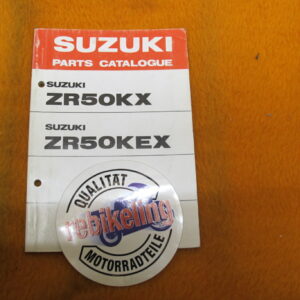 SUZUKI
PARTS CATALOGUE
SUZUKI
ZR50KX
SUZUKI
ZR50KEX
QUALITÄT
rebikeling
MOTORRADTEILE